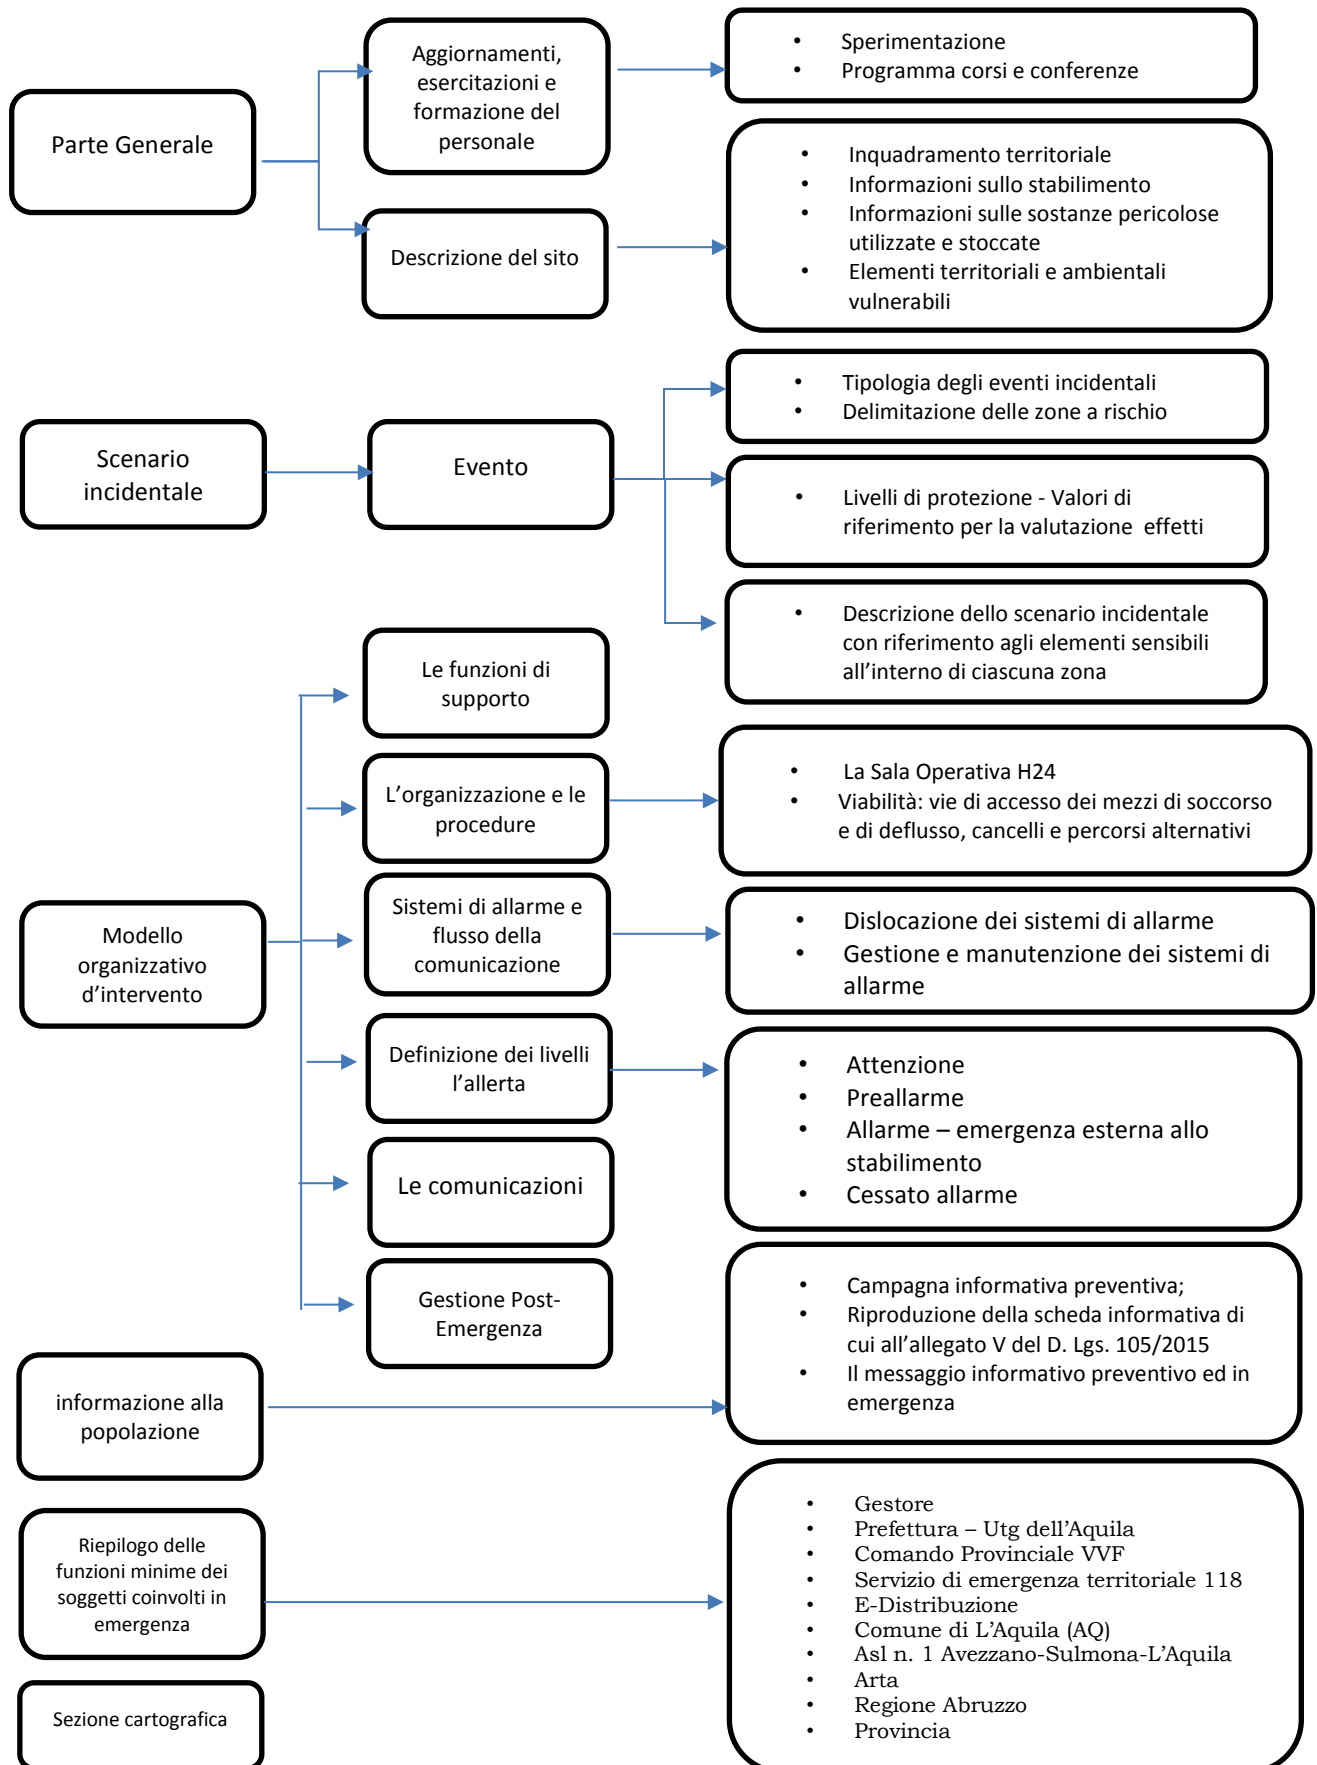 Parte Generale
Aggiornamenti,
esercitazioni e
formazione del
personale
• Sperimentazione
• Programma corsi e conferenze
Descrizione del sito
• Inquadramento territoriale
• Informazioni sullo stabilimento
• Informazioni sulle sostanze pericolose
utilizzate e stoccate
• Elementi territoriali e ambientali
vulnerabili
Scenario
incidentale
Evento
• Tipologia degli eventi incidentali
• Delimitazione delle zone a rischio
• Livelli di protezione - Valori di
riferimento per la valutazione effetti
• Descrizione dello scenario incidentale
con riferimento agli elementi sensibili
all’interno di ciascuna zona
Modello
organizzativo
d’intervento
Le funzioni di
supporto
L’organizzazione e le
procedure
• La Sala Operativa H24
• Viabilità: vie di accesso dei mezzi di soccorso
e di deflusso, cancelli e percorsi alternativi
Sistemi di allarme e
flusso della
comunicazione
• Dislocazione dei sistemi di allarme
• Gestione e manutenzione dei sistemi di
allarme
Definizione dei livelli
l’allerta
• Attenzione
• Preallarme
• Allarme – emergenza esterna allo
stabilimento
• Cessato allarme
Le comunicazioni
Gestione Post-
Emergenza
informazione alla
popolazione
• Campagna informativa preventiva;
• Riproduzione della scheda informativa di
cui all’allegato V del D. Lgs. 105/2015
• Il messaggio informativo preventivo ed in
emergenza
Riepilogo delle
funzioni minime dei
soggetti coinvolti in
emergenza
• Gestore
• Prefettura – Utg dell’Aquila
• Comando Provinciale VVF
• Servizio di emergenza territoriale 118
• E-Distribuzione
• Comune di L’Aquila (AQ)
• Asl n. 1 Avezzano-Sulmona-L’Aquila
• Arta
• Regione Abruzzo
• Provincia
Sezione cartografica